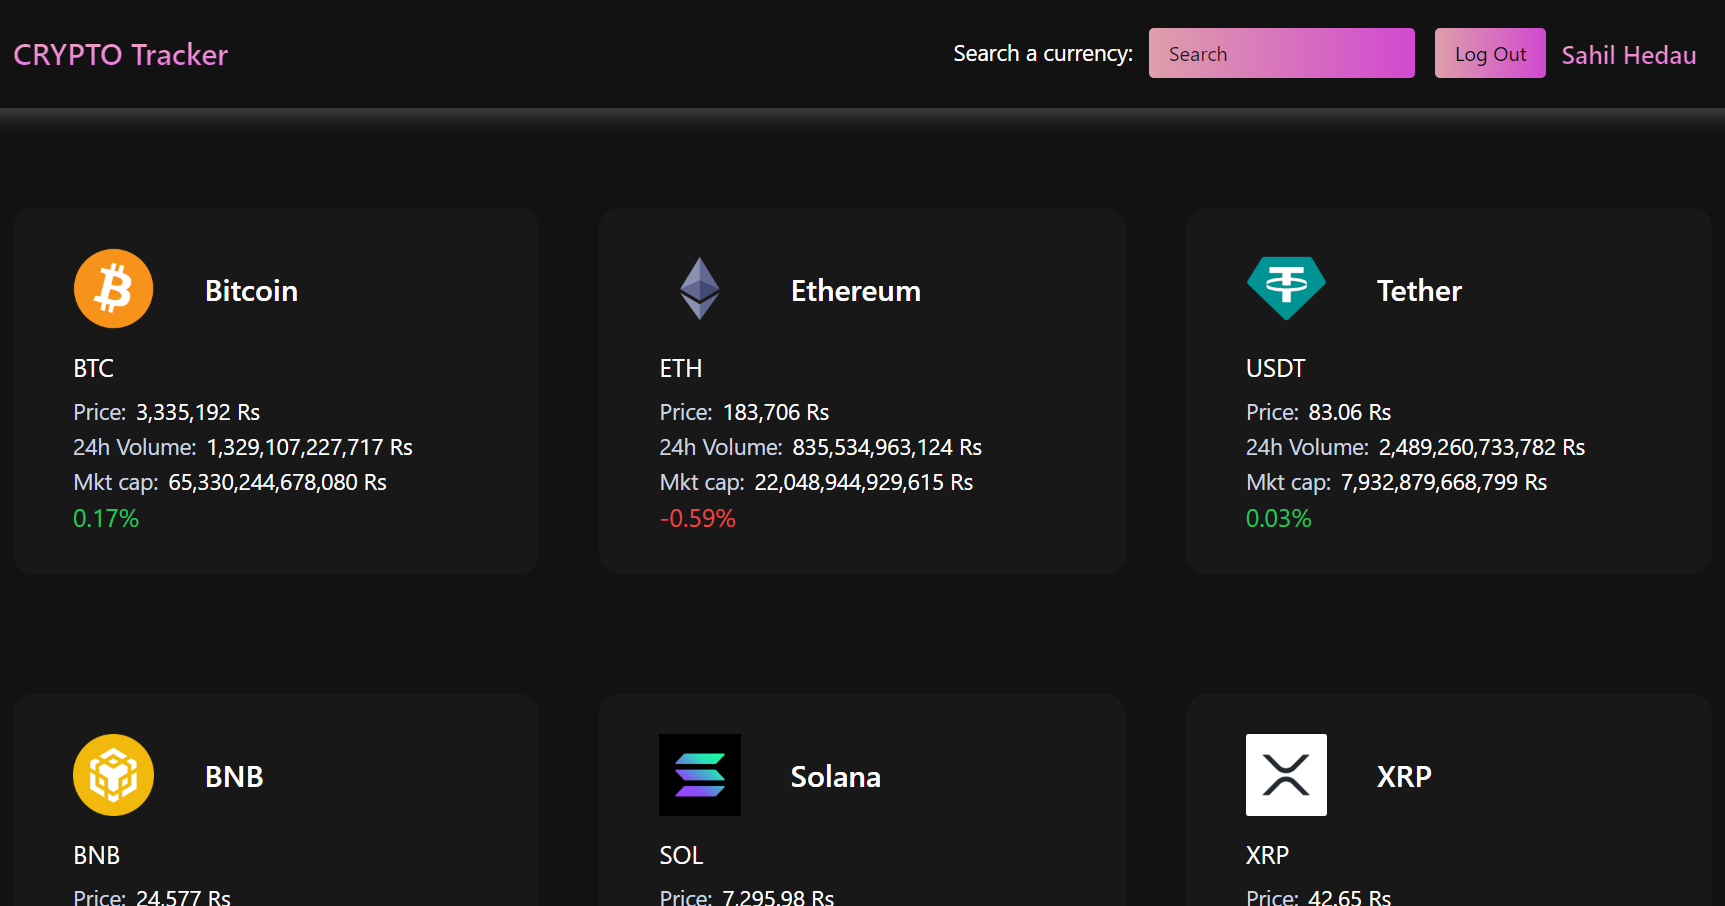 CRYPTO Tracker
Search a currency: Search Log Out Sahil Hedau
Bitcoin
BTC
Price: 3,335,192 Rs
24h Volume: 1,329,107,227,717 Rs
Mkt cap: 65,330,244,678,080 Rs
0.17%
Ethereum
ETH
Price: 183,706 Rs
24h Volume: 835,534,963,124 Rs
Mkt cap: 22,048,944,929,615 Rs
-0.59%
Tether
USDT
Price: 83.06 Rs
24h Volume: 2,489,260,733,782 Rs
Mkt cap: 7,932,879,668,799 Rs
0.03%
BNB
BNB
Price: 24,577 Rs
Solana
SOL
Price: 7,295.98 Rs
XRP
XRP
Price: 42.65 Rs